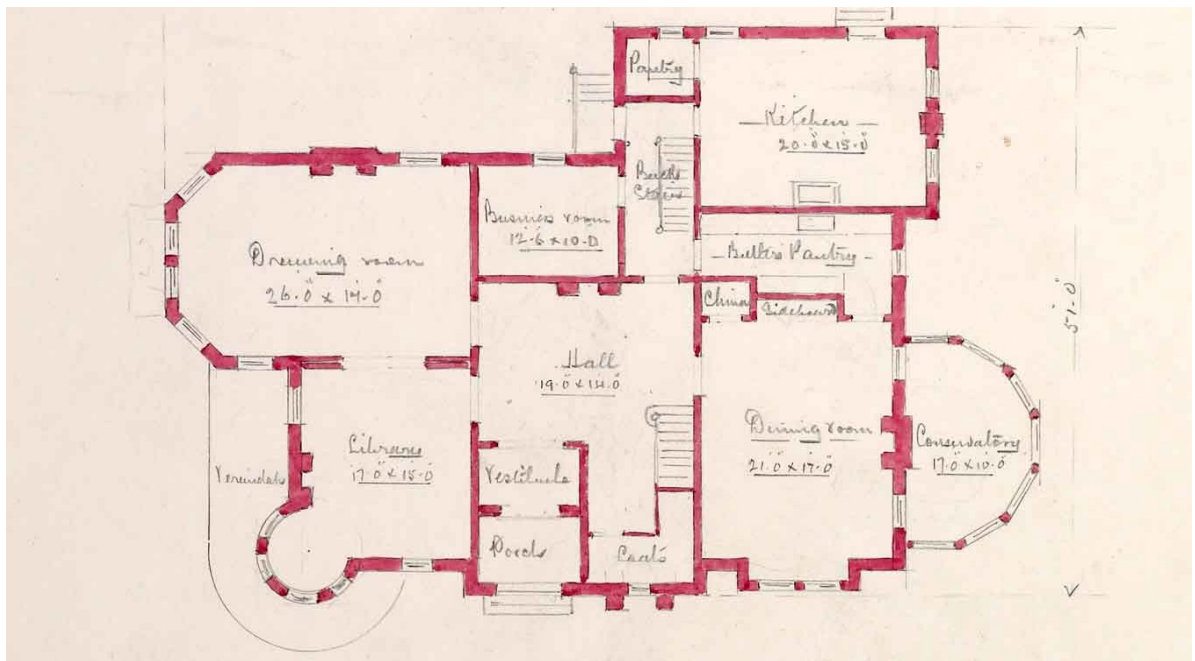 Pantry
Kitchen
20.0 x 15.0
Back
Stairs
Business room
12.6 x 10.0
Drawing room
26.0 x 17.0
Butler's Pantry
China
Sideboard
51.0
Hall
19.0 x 14.0
Dining room
21.0 x 17.0
Conservatory
17.0 x 10.0
Library
17.0 x 15.0
Verandah
Vestibule
Porch
Coats